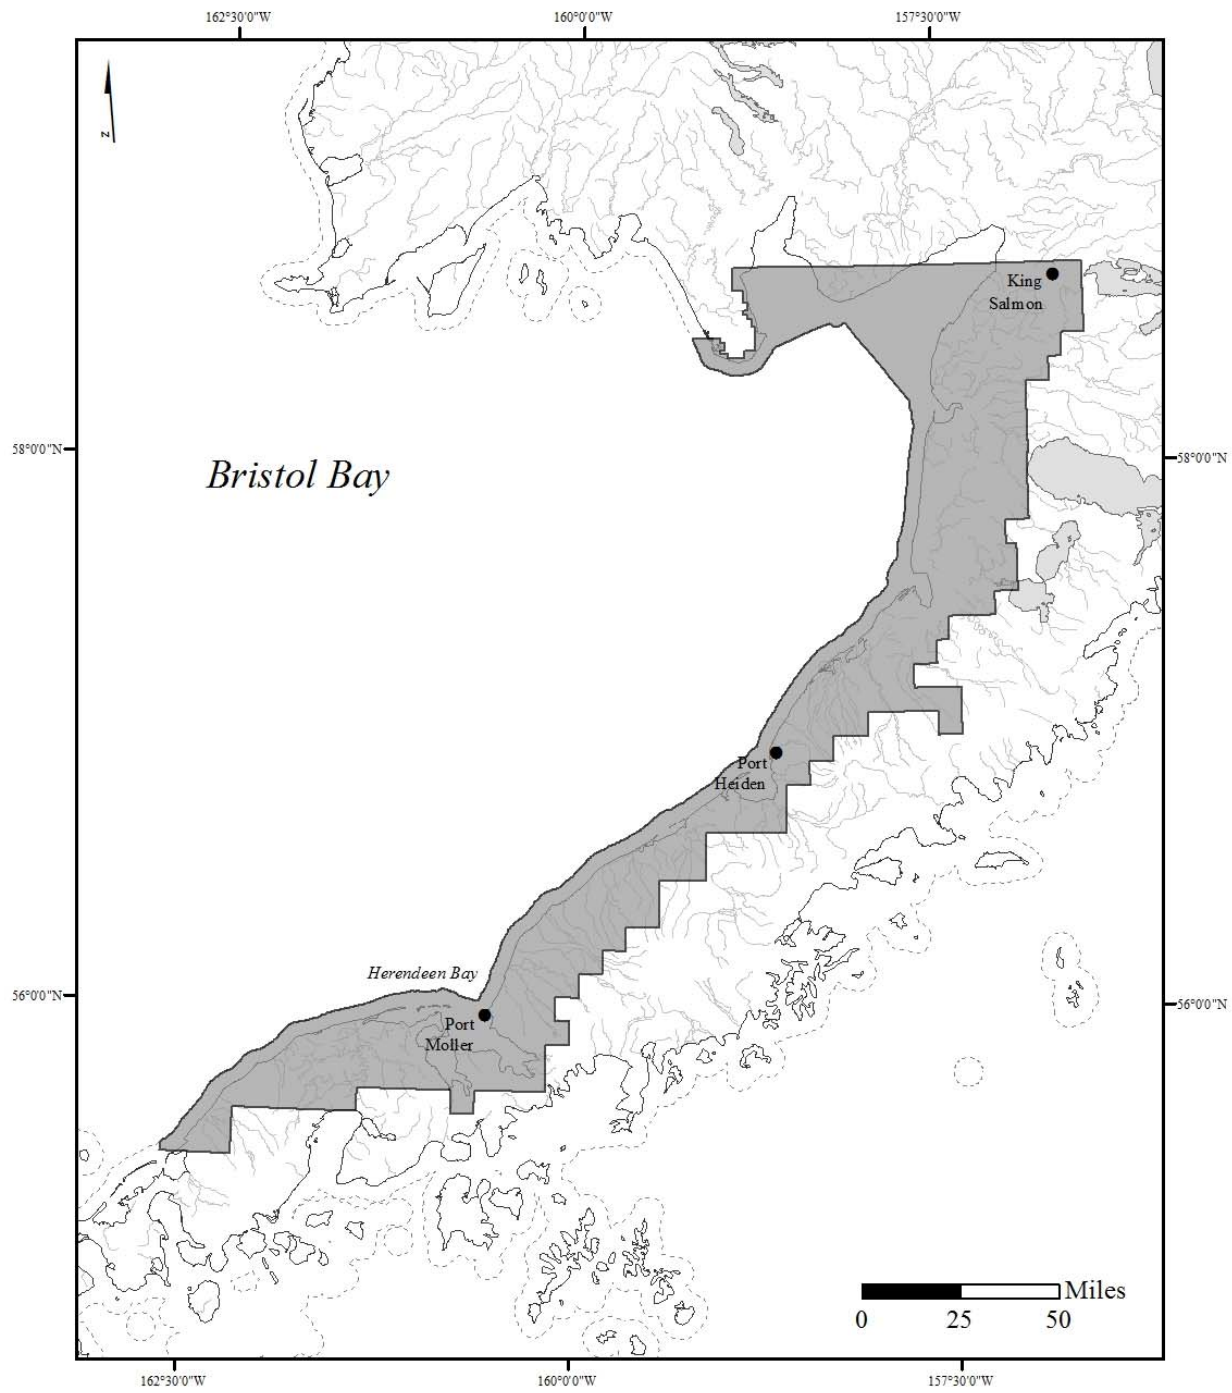 162°30'0"W
160°0'0"W
157°30'0"W
z
King
Salmon
58°0'0"N
58°0'0"N
Bristol Bay
Port
Heiden
Herendeen Bay
56°0'0"N
56°0'0"N
Port
Moller
Miles
0
25
50
162°30'0"W
160°0'0"W
157°30'0"W